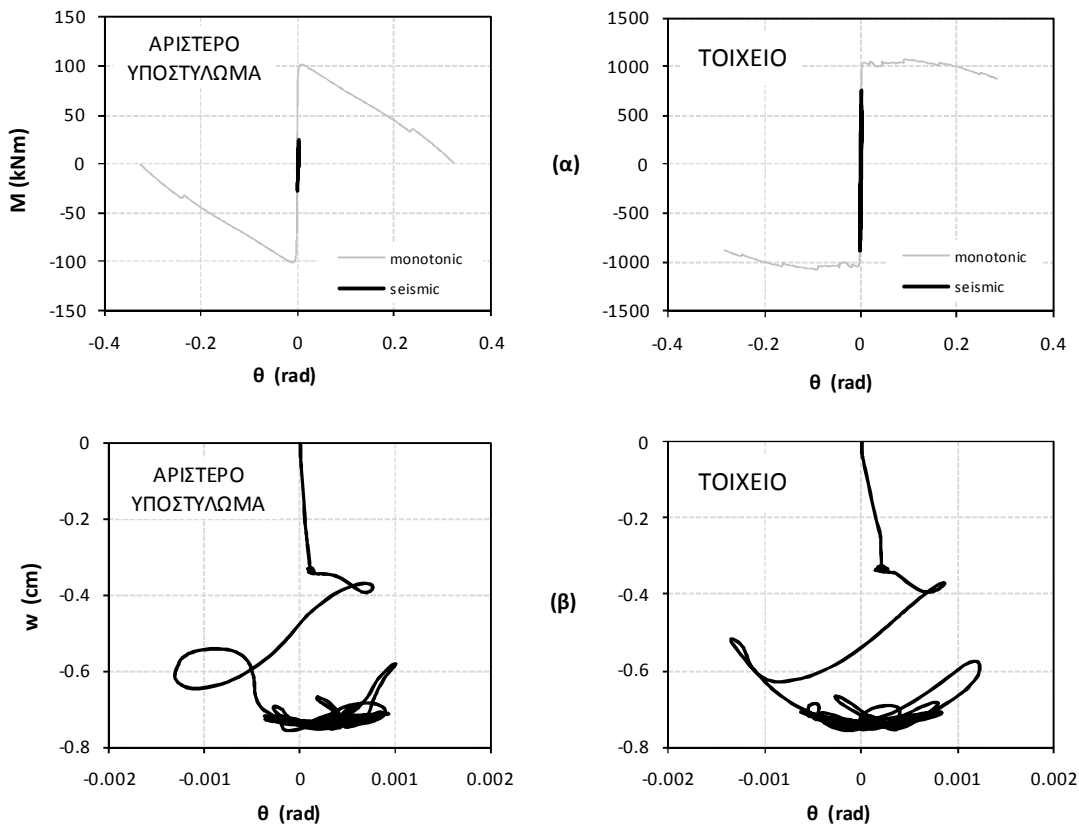 150
100
50
0
-50
-100
-150
M (kNm)
ΑΡΙΣΤΕΡΟ
ΥΠΟΣΤΥΛΩΜΑ
monotonic
seismic
-0.4
-0.2
0
0.2
0.4
θ (rad)
(α)
1500
1000
500
0
-500
-1000
-1500
ΤΟΙΧΕΙΟ
monotonic
seismic
-0.4
-0.2
0
0.2
0.4
θ (rad)
0
-0.2
-0.4
-0.6
-0.8
w (cm)
ΑΡΙΣΤΕΡΟ
ΥΠΟΣΤΥΛΩΜΑ
-0.002
-0.001
0
0.001
0.002
θ (rad)
(β)
0
-0.2
-0.4
-0.6
-0.8
ΤΟΙΧΕΙΟ
-0.002
-0.001
0
0.001
0.002
θ (rad)